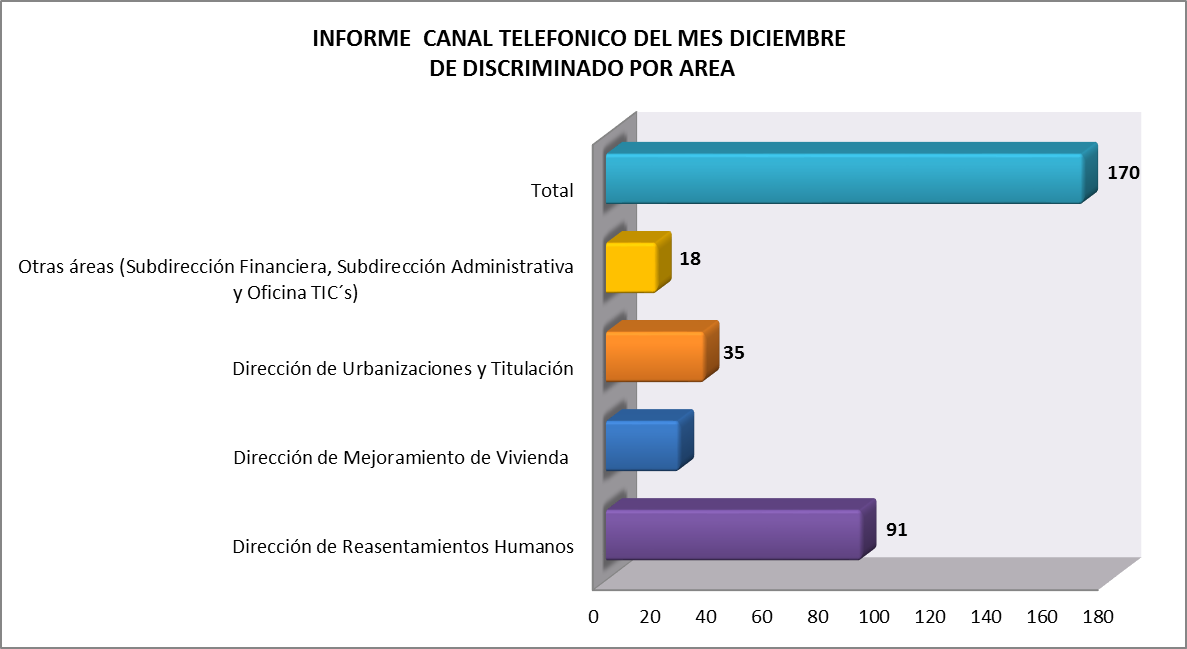 INFORME  CANAL TELEFONICO DEL MES DICIEMBRE
DE DISCRIMINADO POR AREA
Total
170
Otras áreas (Subdirección Financiera, Subdirección Administrativa
y Oficina TIC´s)
18
Dirección de Urbanizaciones y Titulación
35
Dirección de Mejoramiento de Vivienda
Dirección de Reasentamientos Humanos
91
0 20 40 60 80 100 120 140 160 180